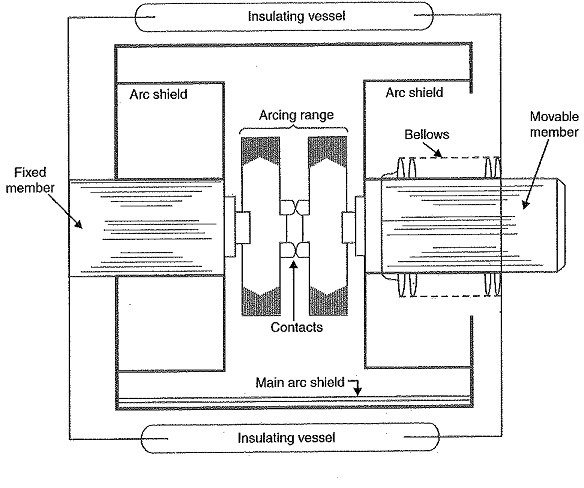 Insulating vessel
Arc shield
Arc shield
Arcing range
Movable
member
Bellows
Fixed
member
Contacts
Main arc shield
Insulating vessel